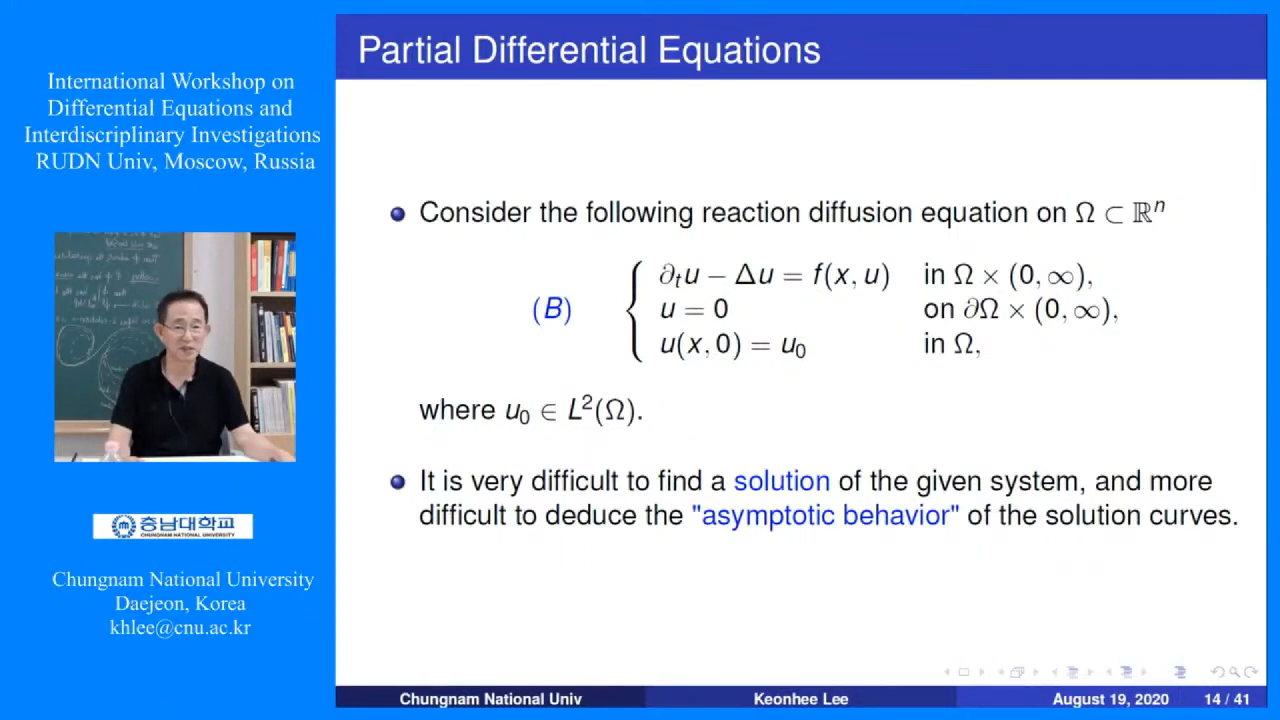 International Workshop on
Differential Equations and
Interdisciplinary Investigations
RUDN Univ, Moscow, Russia
충남대학교
CHUNGNAM NATIONAL UNIVERSITY
Chungnam National University
Daejeon, Korea
khlee@cnu.ac.kr
Partial Differential Equations
Consider the following reaction diffusion equation on Ω ⊂ ℝⁿ
(B)
∂ₜu − Δu = f(x, u) in Ω × (0, ∞),
u = 0 on ∂Ω × (0, ∞),
u(x, 0) = u₀ in Ω,
where u₀ ∈ L²(Ω).
It is very difficult to find a solution of the given system, and more
difficult to deduce the "asymptotic behavior" of the solution curves.
Chungnam National Univ Keonhee Lee August 19, 2020 14 / 41